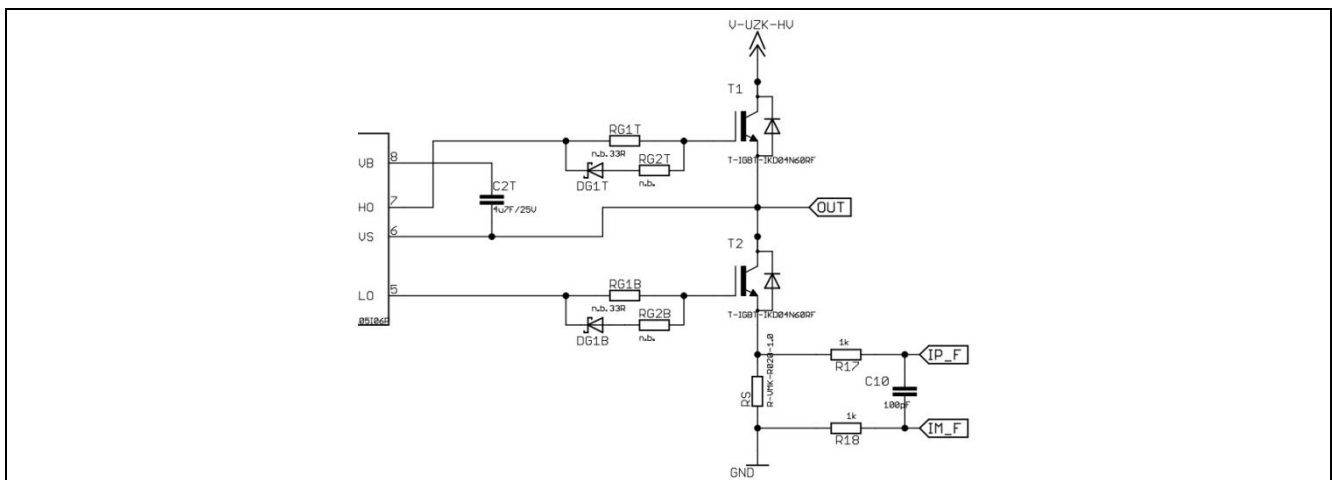 V-UZK-HV
T1
RG1T
VB 8
n.b.33R
RG2T
T-IGBT-IKD04N60RF
C2T
DG1T
n.b.
HO 7
4u7F/25V
OUT
VS 6
T2
RG1B
LO 5
n.b.33R
RG2B
T-IGBT-IKD04N60RF
05I06P
DG1B
n.b.
1k
IP_F
R17
R-VMK-R020-1.0
C10
RS
100pF
1k
IM_F
R18
GND